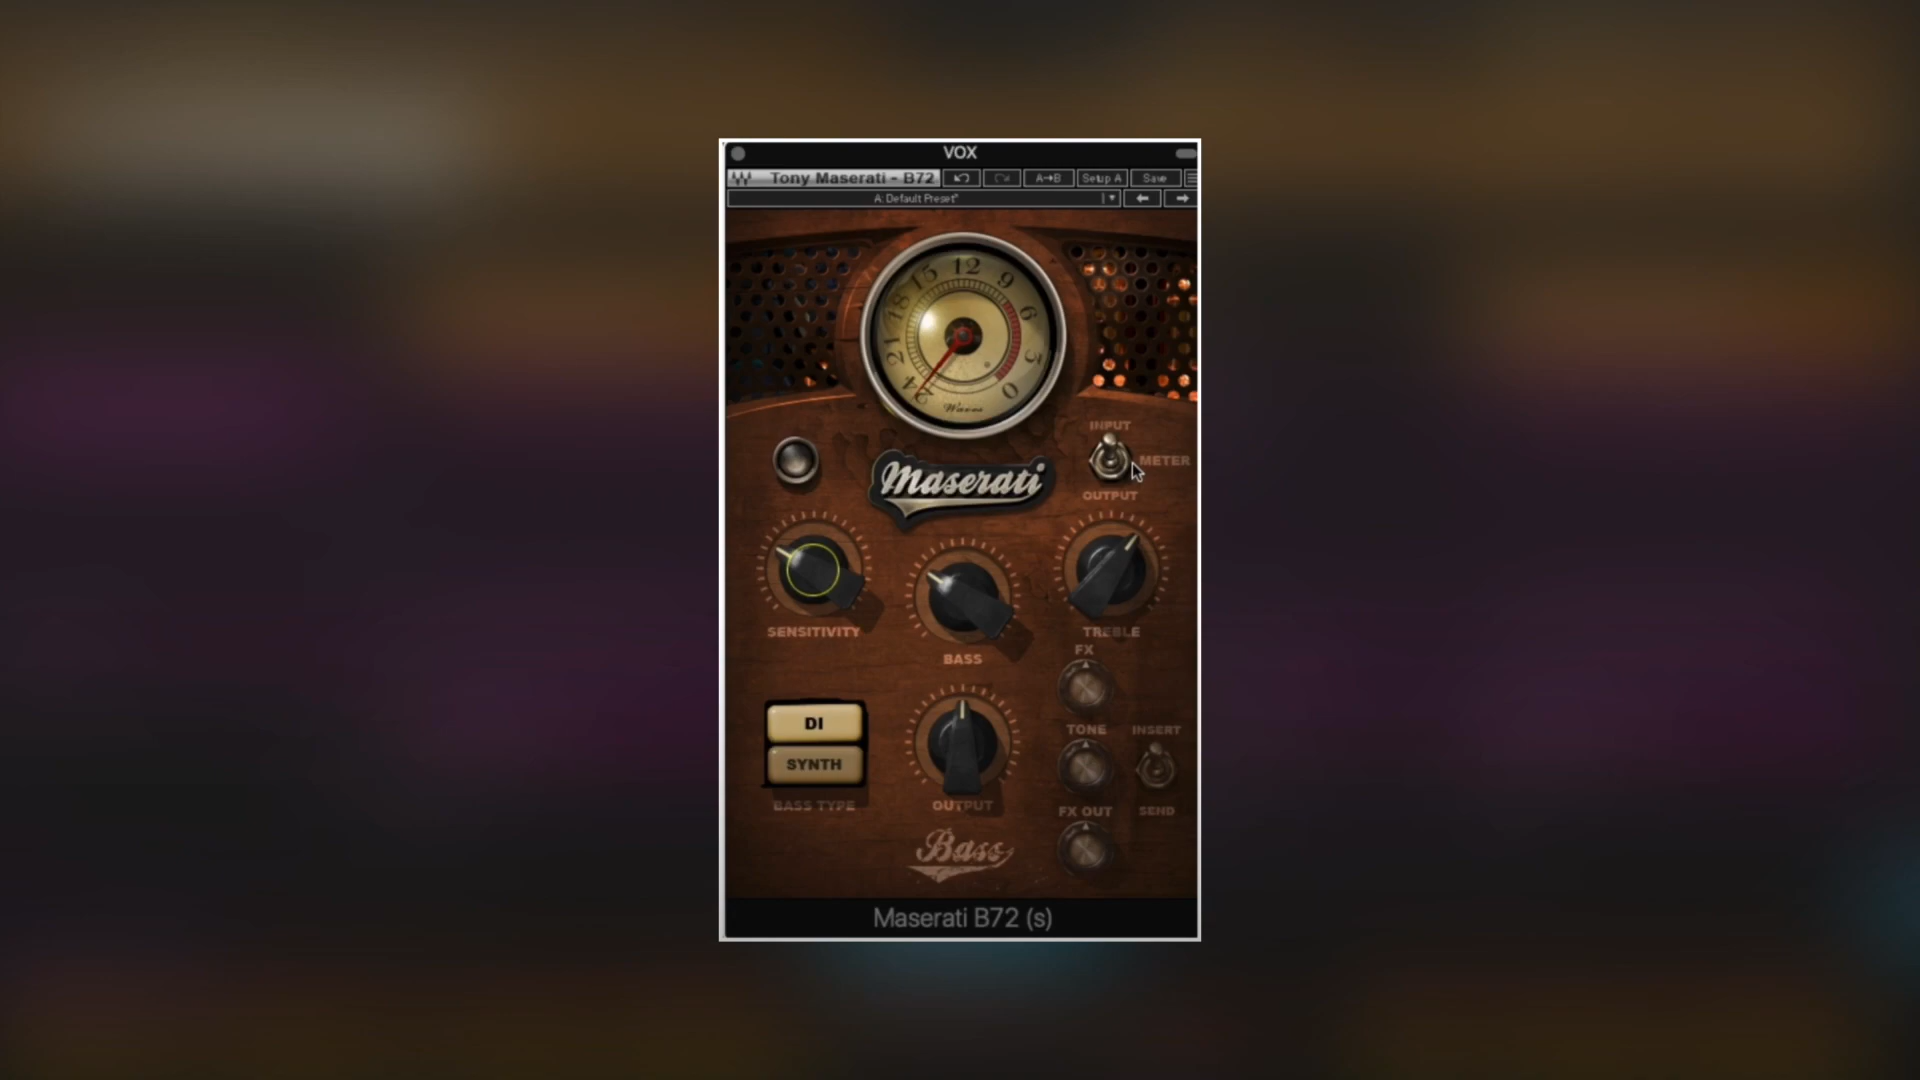 VOX
Tony Maserati - B72
A→B
Setup A
Save
A: Default Preset*
24 21 18 15 12 9 6 3 0
Waves
INPUT
METER
OUTPUT
Maserati
SENSITIVITY
BASS
TREBLE
FX
DI
SYNTH
BASS TYPE
OUTPUT
TONE
INSERT
FX OUT
SEND
Bass
Maserati B72 (s)